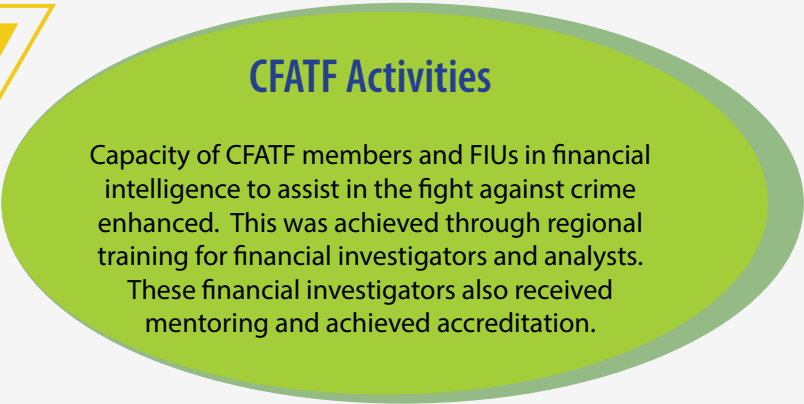 CFATF Activities
Capacity of CFATF members and FIUs in financial
intelligence to assist in the fight against crime
enhanced.  This was achieved through regional
training for financial investigators and analysts.
These financial investigators also received
mentoring and achieved accreditation.